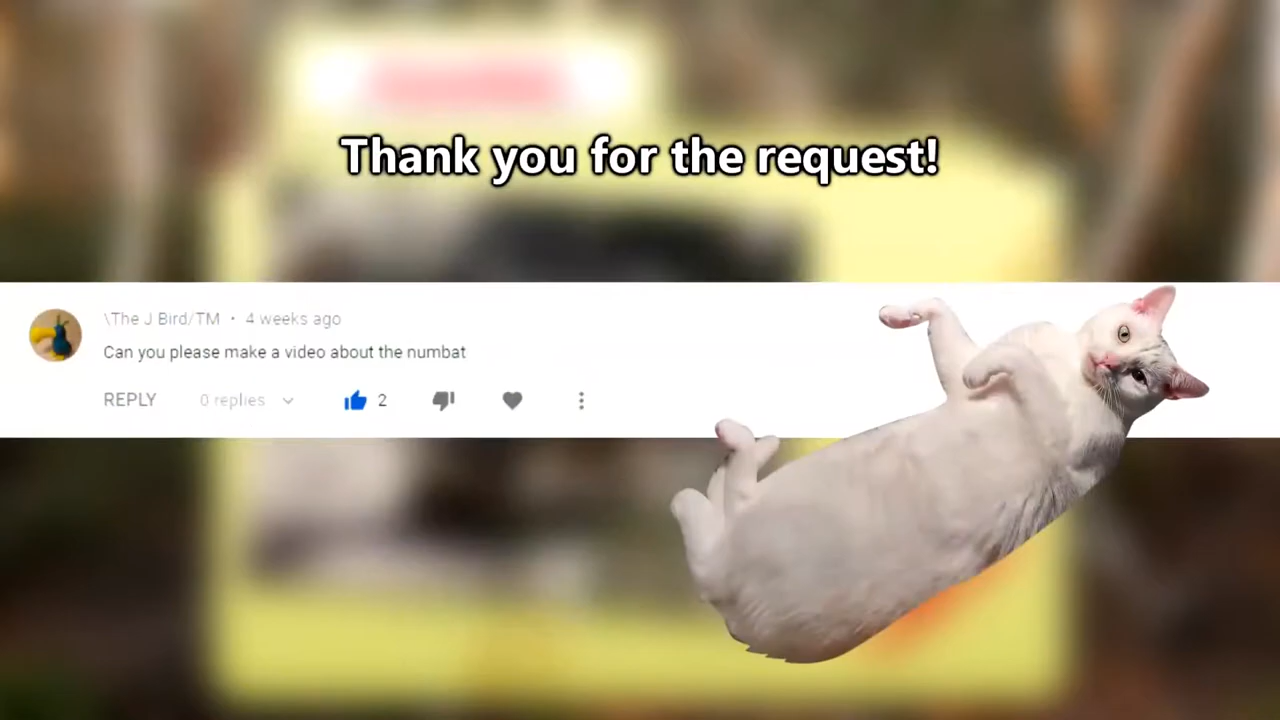 Thank you for the request!
\The J Bird/TM • 4 weeks ago
Can you please make a video about the numbat
REPLY 0 replies 2